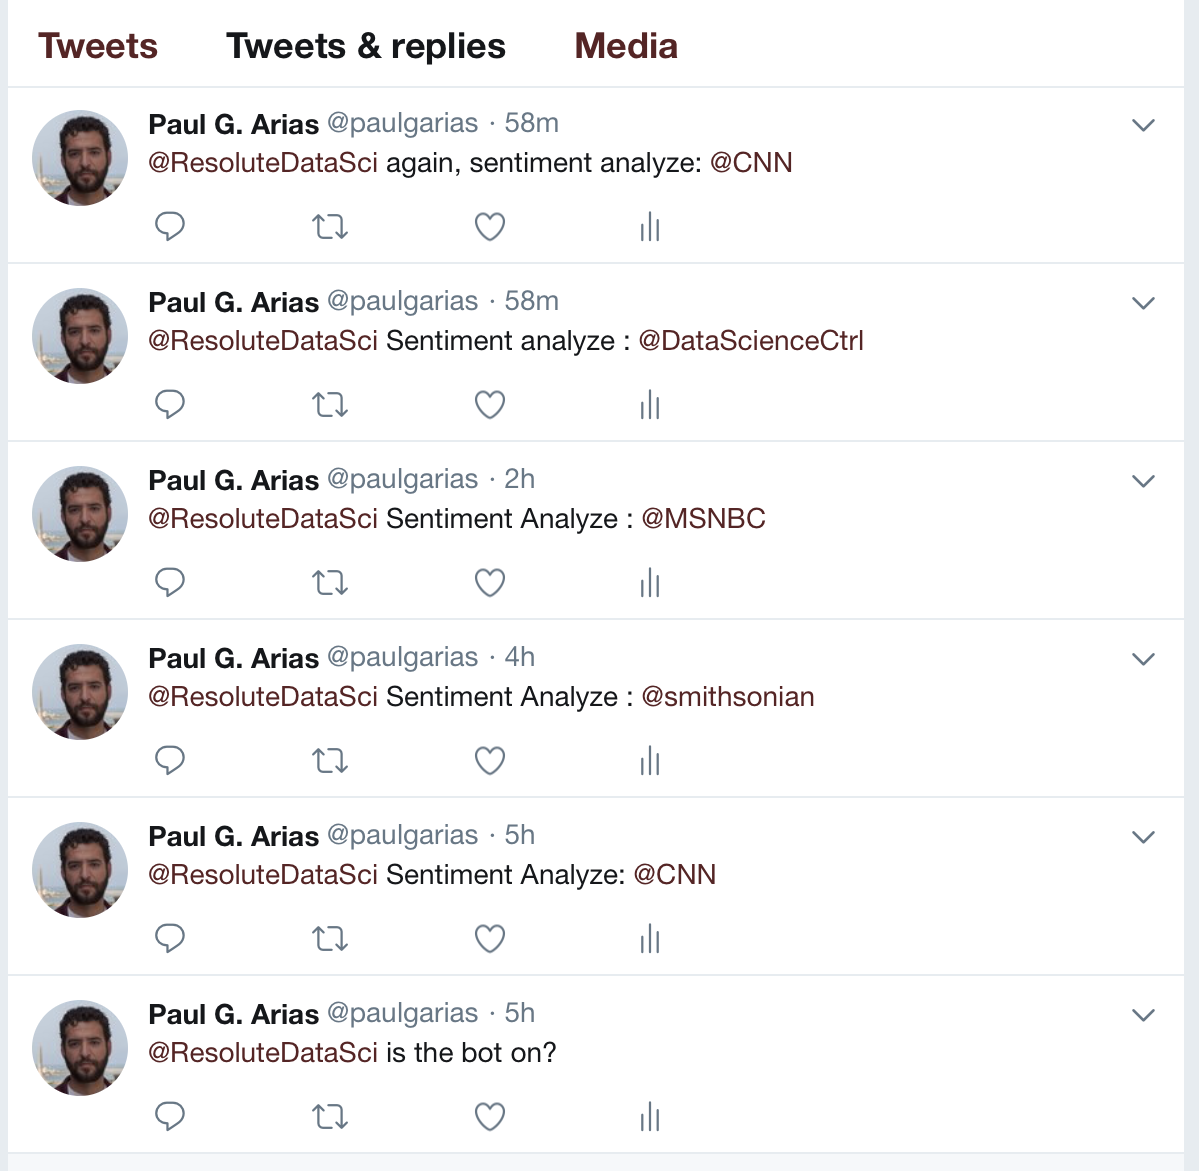 Tweets Tweets & replies Media
Paul G. Arias @paulgarias · 58m
@ResoluteDataSci again, sentiment analyze: @CNN
Paul G. Arias @paulgarias · 58m
@ResoluteDataSci Sentiment analyze : @DataScienceCtrl
Paul G. Arias @paulgarias · 2h
@ResoluteDataSci Sentiment Analyze : @MSNBC
Paul G. Arias @paulgarias · 4h
@ResoluteDataSci Sentiment Analyze : @smithsonian
Paul G. Arias @paulgarias · 5h
@ResoluteDataSci Sentiment Analyze: @CNN
Paul G. Arias @paulgarias · 5h
@ResoluteDataSci is the bot on?